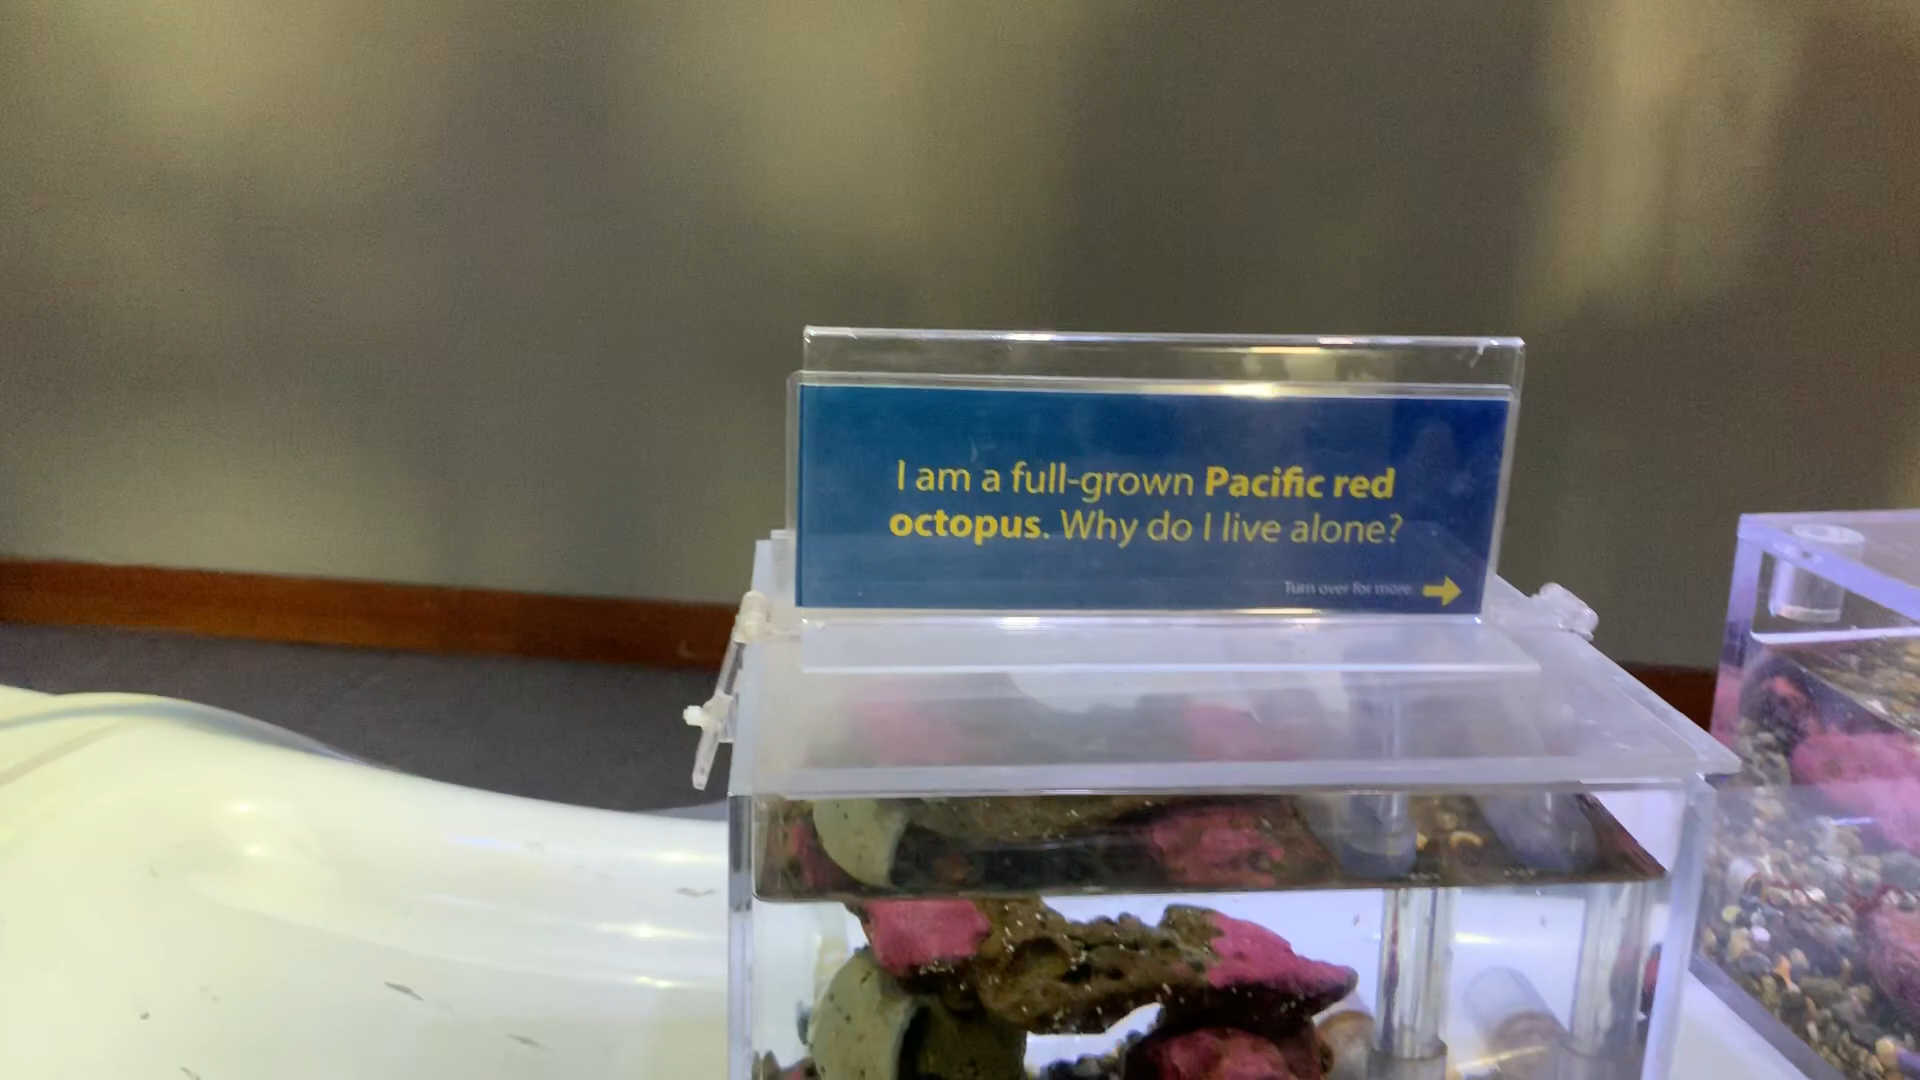 I am a full-grown Pacific red
octopus. Why do I live alone?
Turn over for more.